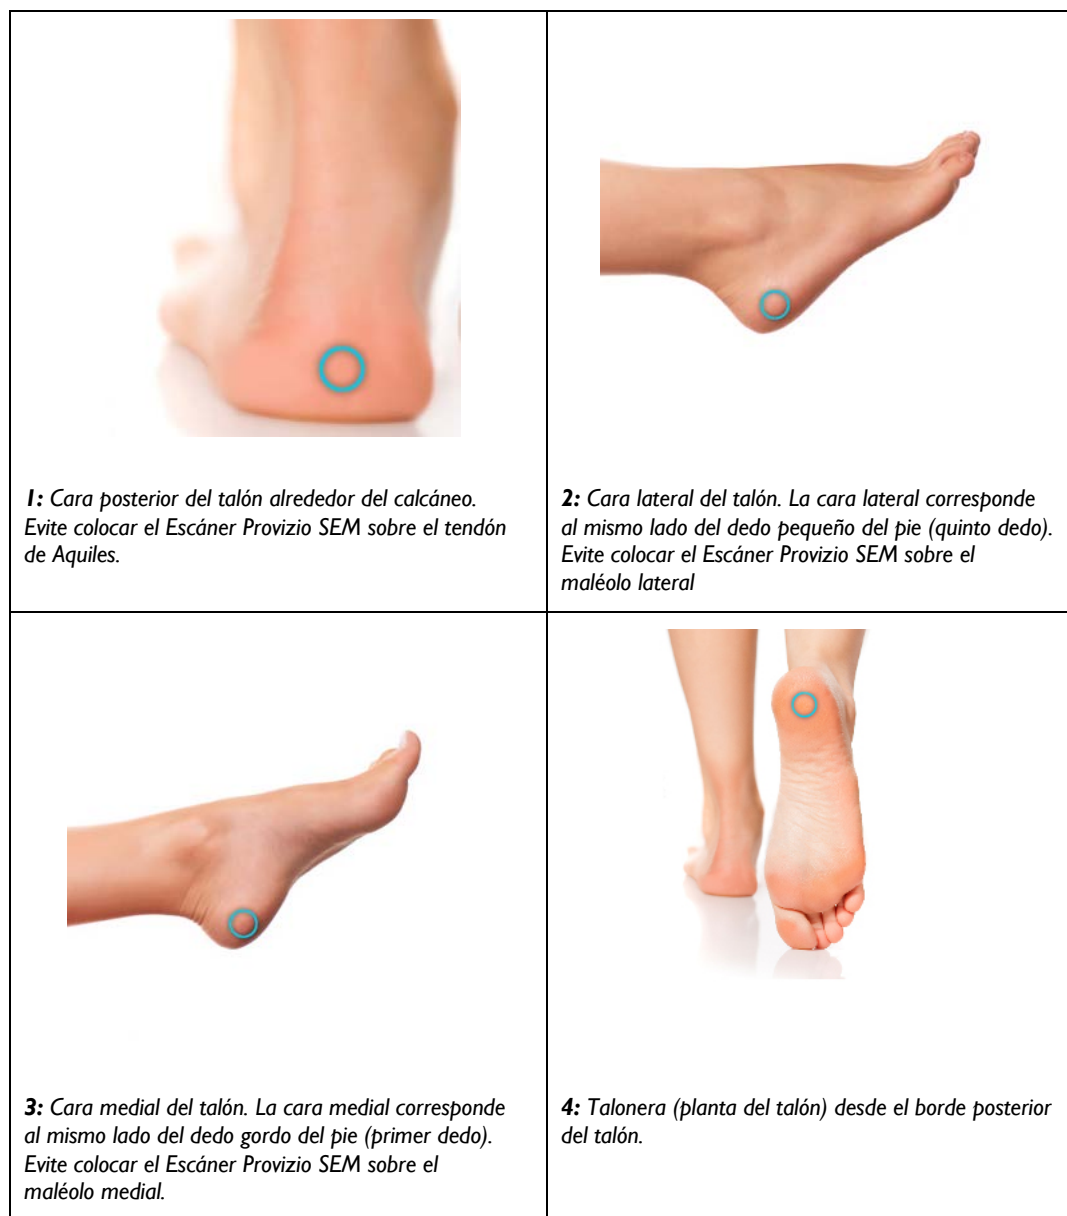 1: Cara posterior del talón alrededor del calcáneo.
Evite colocar el Escáner Provizio SEM sobre el tendón
de Aquiles.
2: Cara lateral del talón. La cara lateral corresponde
al mismo lado del dedo pequeño del pie (quinto dedo).
Evite colocar el Escáner Provizio SEM sobre el
maléolo lateral
3: Cara medial del talón. La cara medial corresponde
al mismo lado del dedo gordo del pie (primer dedo).
Evite colocar el Escáner Provizio SEM sobre el
maléolo medial.
4: Talonera (planta del talón) desde el borde posterior
del talón.